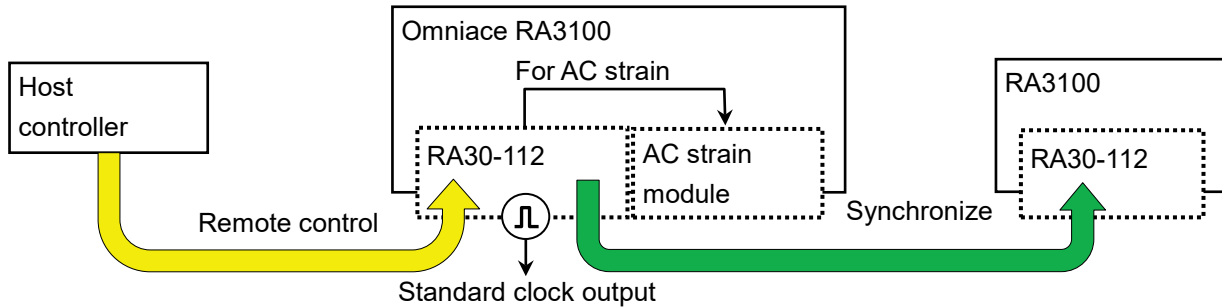 Omniace RA3100
For AC strain
Host
controller
RA30-112
AC strain
module
RA3100
RA30-112
Remote control
Synchronize
Standard clock output